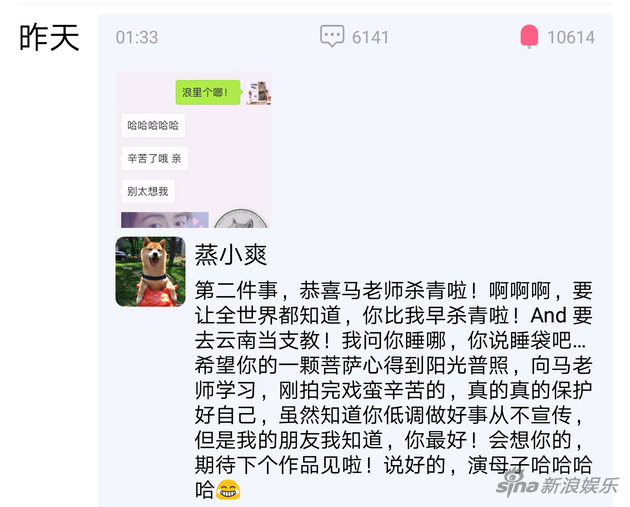 昨天
01:33
6141
10614
浪里个啷!
哈哈哈哈哈
辛苦了哦 亲
别太想我
蒸小爽
第二件事，恭喜马老师杀青啦！啊啊啊，要
让全世界都知道，你比我早杀青啦！And 要
去云南当支教！我问你睡哪，你说睡袋吧...
希望你的一颗菩萨心得到阳光普照，向马老
师学习，刚拍完戏蛮辛苦的，真的真的保护
好自己，虽然知道你低调做好事从不宣传，
但是我的朋友我知道，你最好！会想你的，
期待下个作品见啦！说好的，演母子哈哈哈哈
哈😂
sina新浪娱乐